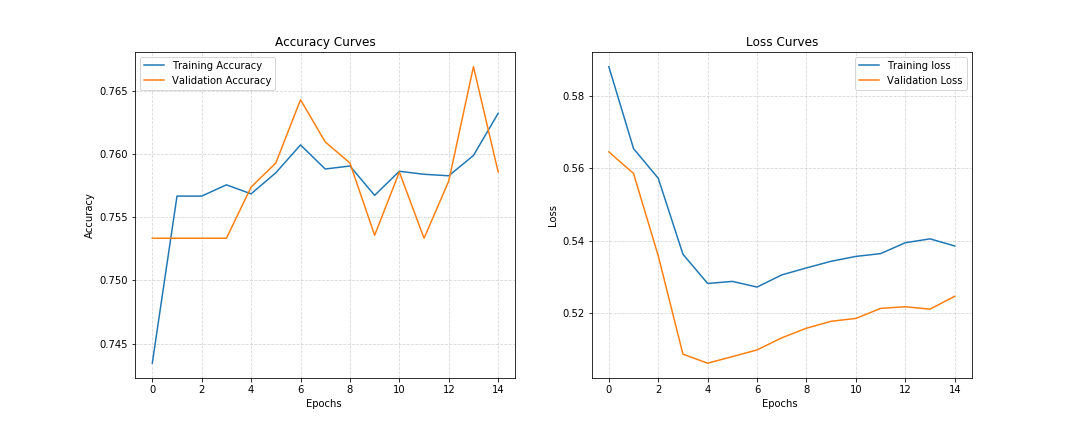 Accuracy Curves
Training Accuracy
Validation Accuracy
0.765
0.760
0.755
0.750
0.745
Accuracy
0 2 4 6 8 10 12 14
Epochs
Loss Curves
Training loss
Validation Loss
0.58
0.56
0.54
0.52
Loss
0 2 4 6 8 10 12 14
Epochs